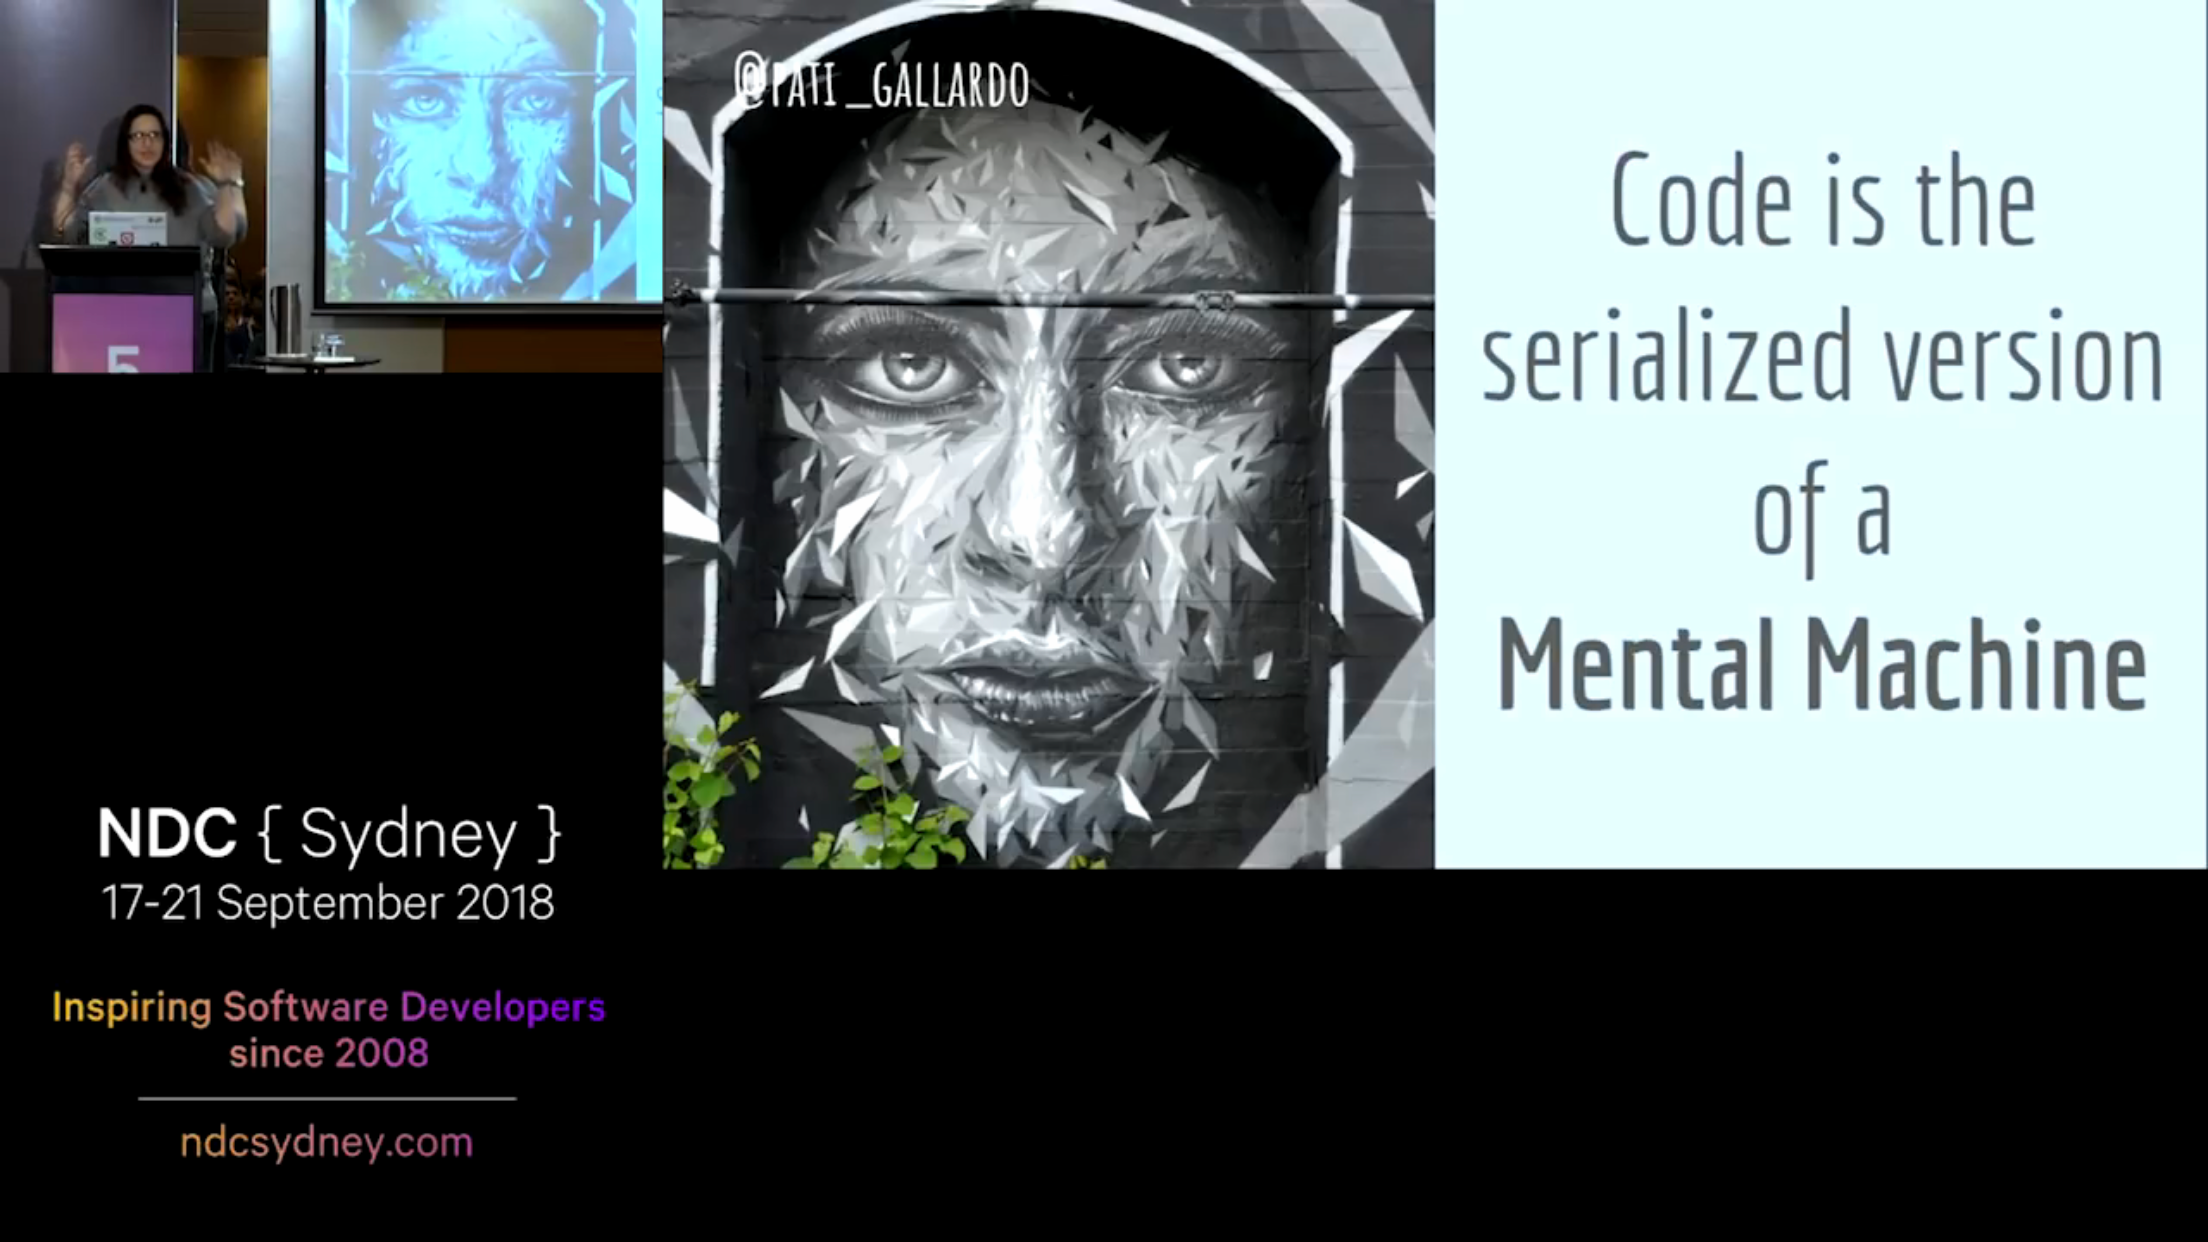 @PATI_GALLARDO
Code is the
serialized version
of a
Mental Machine
5
NDC { Sydney }
17-21 September 2018
Inspiring Software Developers
since 2008
ndcsydney.com